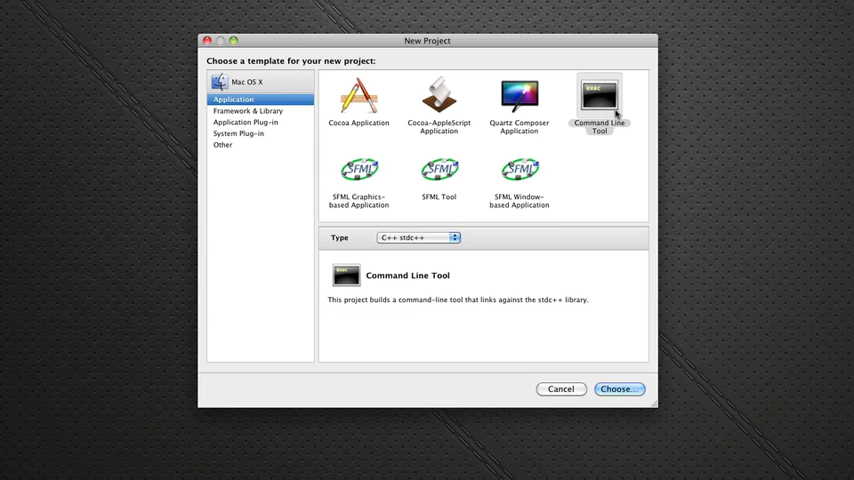 New Project
Choose a template for your new project:
Mac OS X
Application
Framework & Library
Application Plug-in
System Plug-in
Other
Cocoa Application
Cocoa-AppleScript
Application
Quartz Composer
Application
exec
Command Line
Tool
SFML
SFML Graphics-
based Application
SFML
SFML Tool
SFML
SFML Window-
based Application
Type
C++ stdc++
exec
Command Line Tool
This project builds a command-line tool that links against the stdc++ library.
Cancel
Choose...